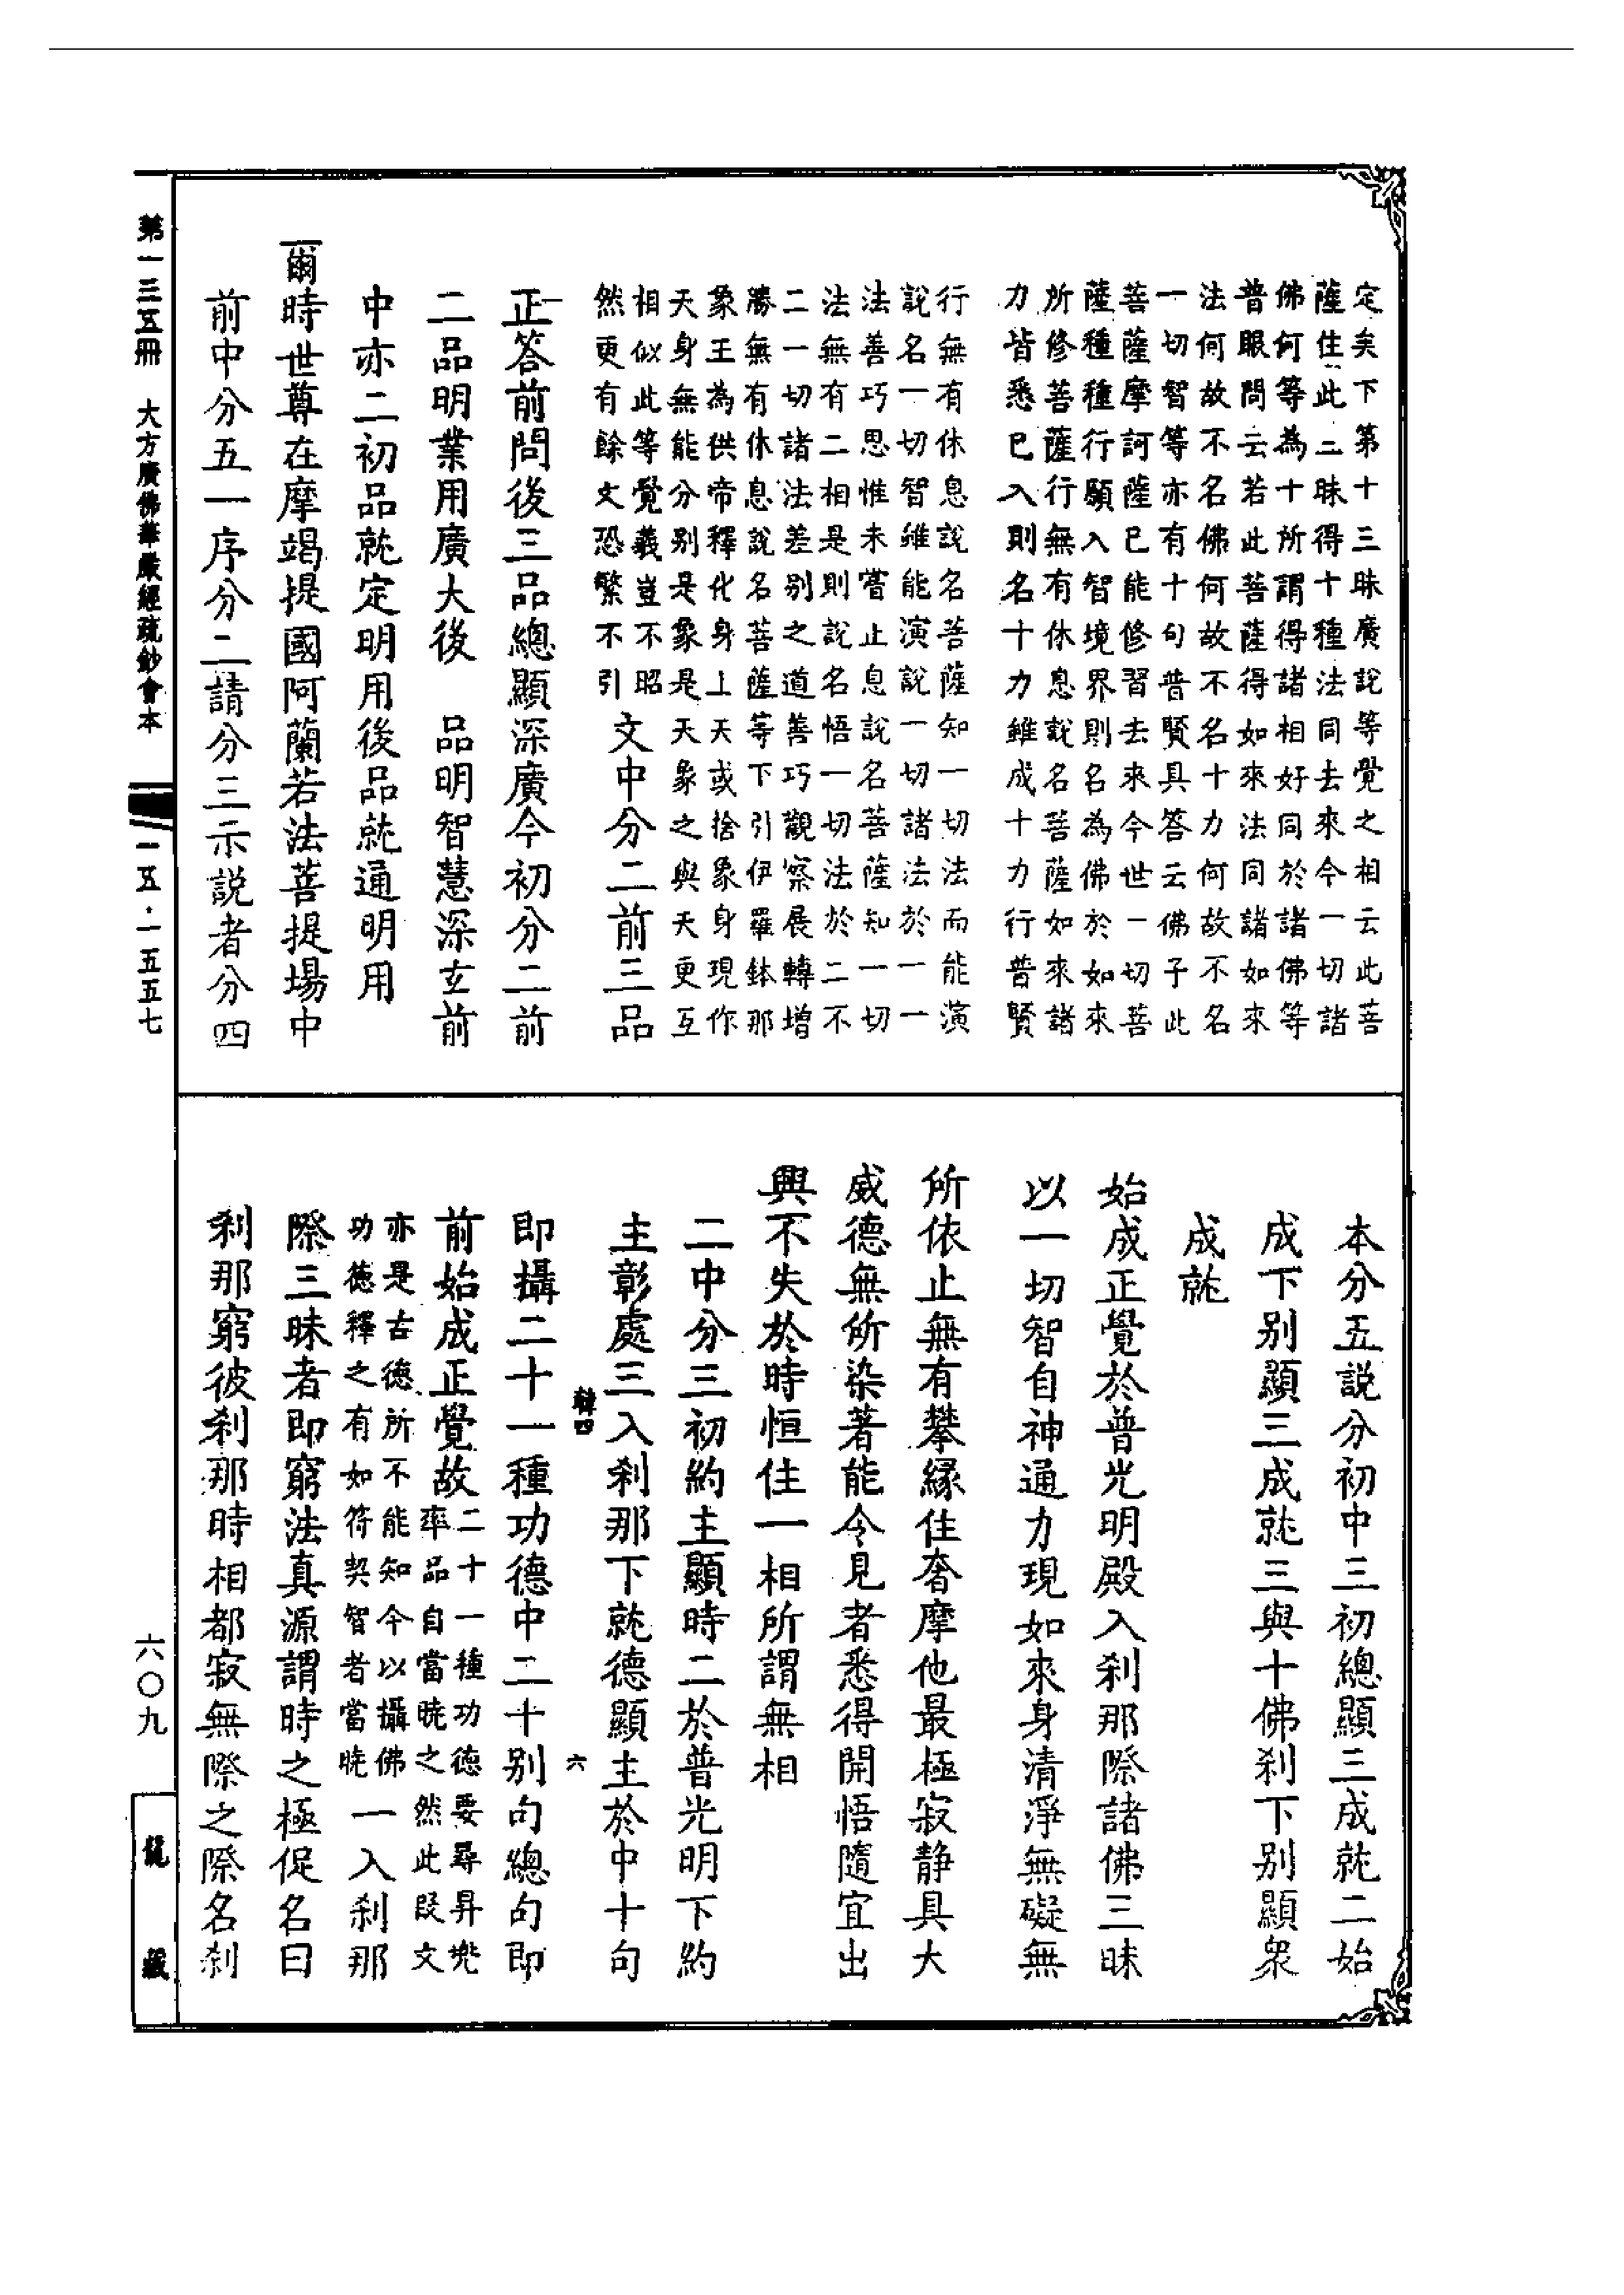 定矣下第十三昧廣說等覺之相云此菩
薩住此三昧得十種法同去來今一切諸
佛何等為十所謂得諸相好同於諸佛等
普眼問云若此菩薩得如來法同諸如來
法何故不名佛何故不名十力何故不名
一切智等亦有十句普賢具答云佛子此
菩薩摩訶薩已能修習去來今世一切菩
薩種種行願入智境界則名為佛於如來
所修菩薩行無有休息說名菩薩如來諸
力皆悉已入則名十力雖成十力行普賢
行無有休息說名菩薩知一切法而能演
說名一切智雖能演說一切諸法於一一
法善巧思惟未嘗止息說名菩薩知一切
法無有二相是則說名悟一切法於二不
二一切諸法差別之道善巧觀察展轉增
勝無有休息說名菩薩等下引伊羅鉢那
象王為供帝釋化身上天或捨象身現作
天身無能分別是象是天象之與天更互
相似此等覺義豈不昭
然更有餘文恐繁不引
文中分二前三品
正答前問後三品總顯深廣今初分二前
二品明業用廣大後 品明智慧深玄前
中亦二初品就定明用後品就通明用
爾時世尊在摩竭提國阿蘭若法菩提場中
前中分五一序分二請分三示説者分四
本分五說分初中三初總顯三成就二始
成下别顯三成就三與十佛剎下别顯眾
成就
始成正覺於普光明殿入剎那際諸佛三昧
以一切智自神通力現如來身清淨無礙無
所依止無有攀緣住奢摩他最極寂靜具大
威德無所染著能令見者悉得開悟隨宜出
興不失於時恒住一相所謂無相
二中分三初約主顯時二於普光明下約
主彰處三入剎那下就德顯主於中十句
韓四 六
即攝二十一種功德中二十别句總句即
前始成正覺故
二十一種功德要尋昇兜
率品自當曉之然此段文
亦是古德所不能知今以攝佛
功德釋之有如符契智者當曉
一入剎那
際三昧者即窮法真源謂時之極促名曰
剎那窮彼剎那時相都寂無際之際名剎
第一三五冊 大方廣佛華嚴經疏鈔會本
一五·一五五七
六〇九
龍藏